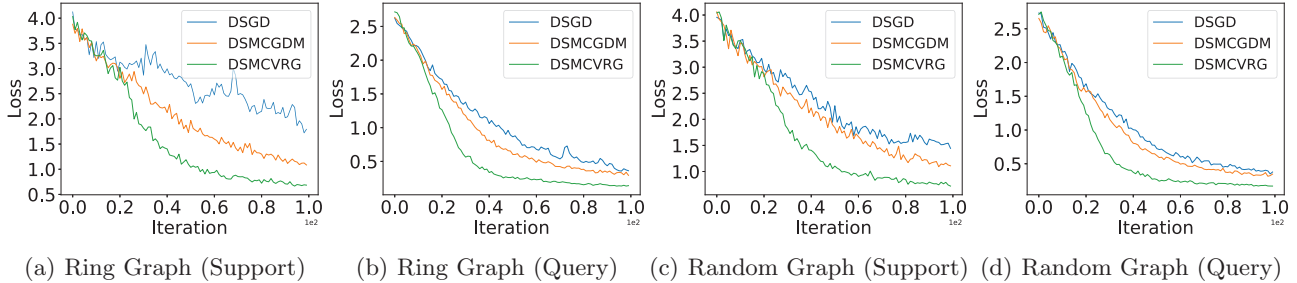 4.0
3.5
3.0
2.5
2.0
1.5
1.0
0.5
Loss
DSGD
DSMCGDM
DSMCVRG
0.0 0.2 0.4 0.6 0.8 1.0
Iteration
1e2
(a) Ring Graph (Support)
2.5
2.0
1.5
1.0
0.5
Loss
DSGD
DSMCGDM
DSMCVRG
0.0 0.2 0.4 0.6 0.8 1.0
Iteration
1e2
(b) Ring Graph (Query)
4.0
3.5
3.0
2.5
2.0
1.5
1.0
Loss
DSGD
DSMCGDM
DSMCVRG
0.0 0.2 0.4 0.6 0.8 1.0
Iteration
1e2
(c) Random Graph (Support)
2.5
2.0
1.5
1.0
0.5
Loss
DSGD
DSMCGDM
DSMCVRG
0.0 0.2 0.4 0.6 0.8 1.0
Iteration
1e2
(d) Random Graph (Query)